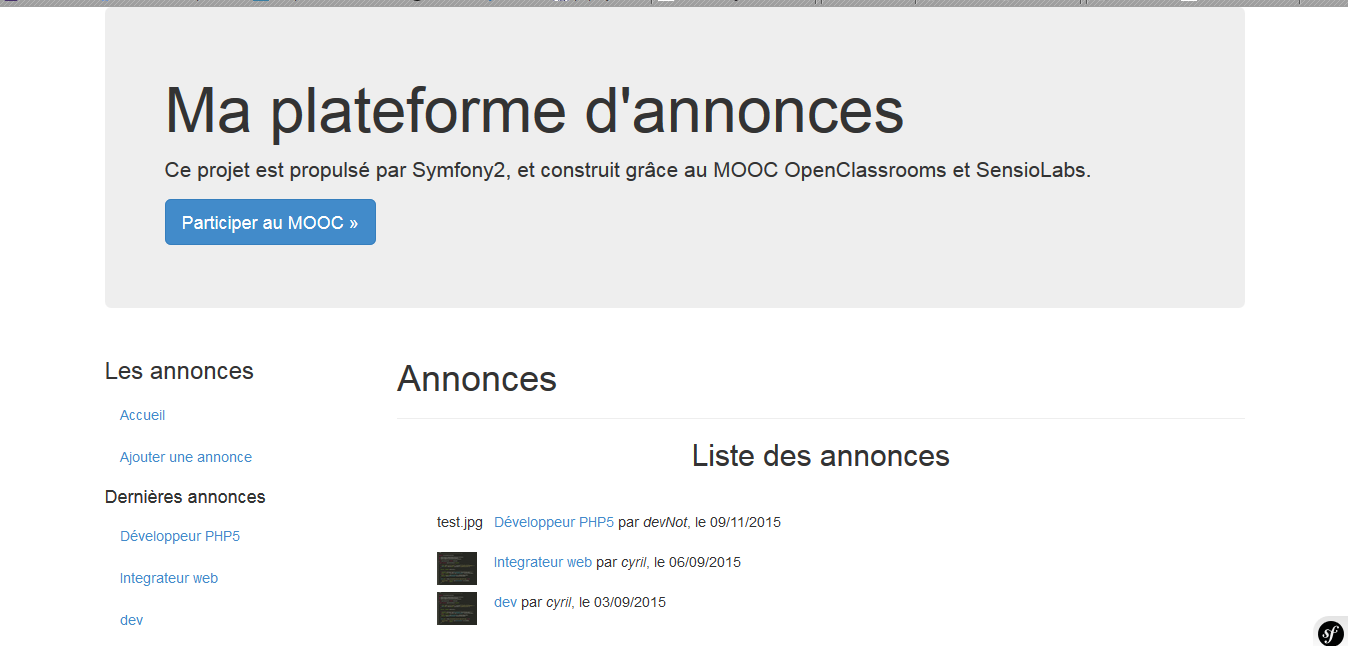 Ma plateforme d'annonces
Ce projet est propulsé par Symfony2, et construit grâce au MOOC OpenClassrooms et SensioLabs.
Participer au MOOC »
Les annonces
Accueil
Ajouter une annonce
Dernières annonces
Développeur PHP5
Integrateur web
dev
Annonces
Liste des annonces
test.jpg Développeur PHP5 par devNot, le 09/11/2015
Integrateur web par cyril, le 06/09/2015
dev par cyril, le 03/09/2015
sf